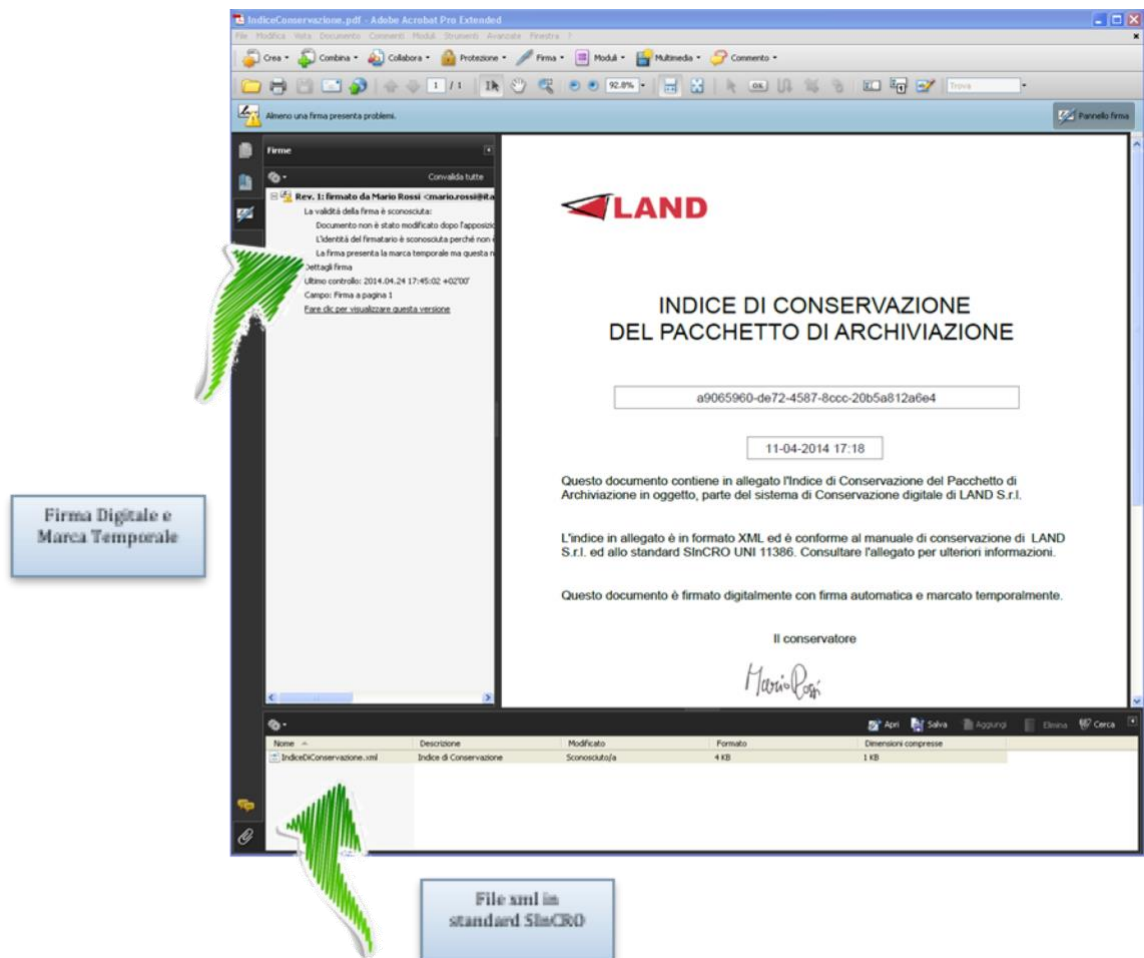 IndiceConservazione.pdf - Adobe Acrobat Pro Extended
File Modifica Vista Documento Commenti Moduli Strumenti Avanzate Finestra ?
Crea Combina Collabora Protezione Firma Moduli Multimedia Commento
1 / 1 92.8% Trova
Almeno una firma presenta problemi.
Pannello firma
Firme
Convalida tutte
Rev. 1: firmato da Mario Rossi <mario.rossi@ita
La validità della firma è sconosciuta:
Documento non è stato modificato dopo l'apposizio
L'identità del firmatario è sconosciuta perché non è
La firma presenta la marca temporale ma questa n
Dettagli firma
Ultimo controllo: 2014.04.24 17:45:02 +02'00'
Campo: Firma a pagina 1
Fare clic per visualizzare questa versione
LAND
INDICE DI CONSERVAZIONE
DEL PACCHETTO DI ARCHIVIAZIONE
a9065960-de72-4587-8ccc-20b5a812a6e4
11-04-2014 17:18
Questo documento contiene in allegato l'Indice di Conservazione del Pacchetto di
Archiviazione in oggetto, parte del sistema di Conservazione digitale di LAND S.r.l.
L'indice in allegato è in formato XML ed è conforme al manuale di conservazione di LAND
S.r.l. ed allo standard SInCRO UNI 11386. Consultare l'allegato per ulteriori informazioni.
Questo documento è firmato digitalmente con firma automatica e marcato temporalmente.
Il conservatore
Mario Rossi
Firma Digitale e
Marca Temporale
Apri Salva Aggiungi Elimina Cerca
Nome Descrizione Modificato Formato Dimensioni compresse
IndiceDiConservazione.xml Indice di Conservazione Sconosciuto/a 4 KB 1 KB
File xml in
standard SInCRO